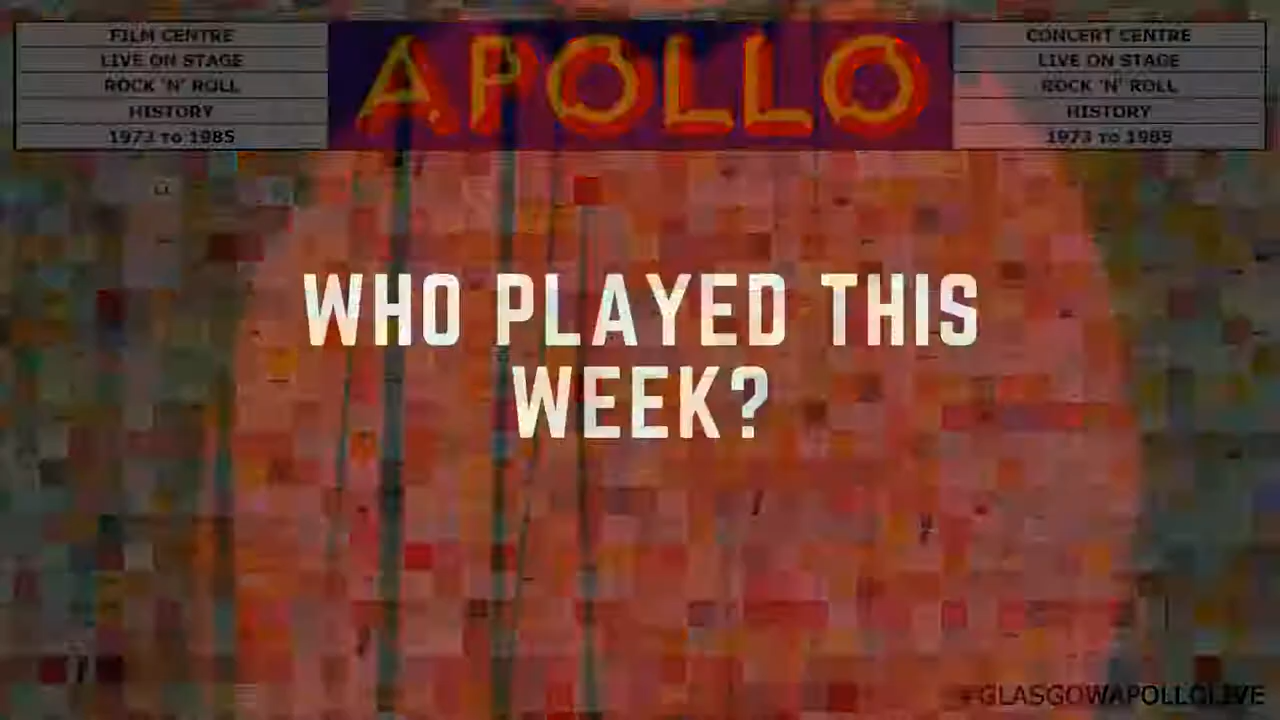 FILM CENTRE
LIVE ON STAGE
ROCK 'N' ROLL
HISTORY
1973 to 1985
APOLLO
CONCERT CENTRE
LIVE ON STAGE
ROCK 'N' ROLL
HISTORY
1973 to 1985
WHO PLAYED THIS
WEEK?
#GLASGOWAPOLLOLIVE